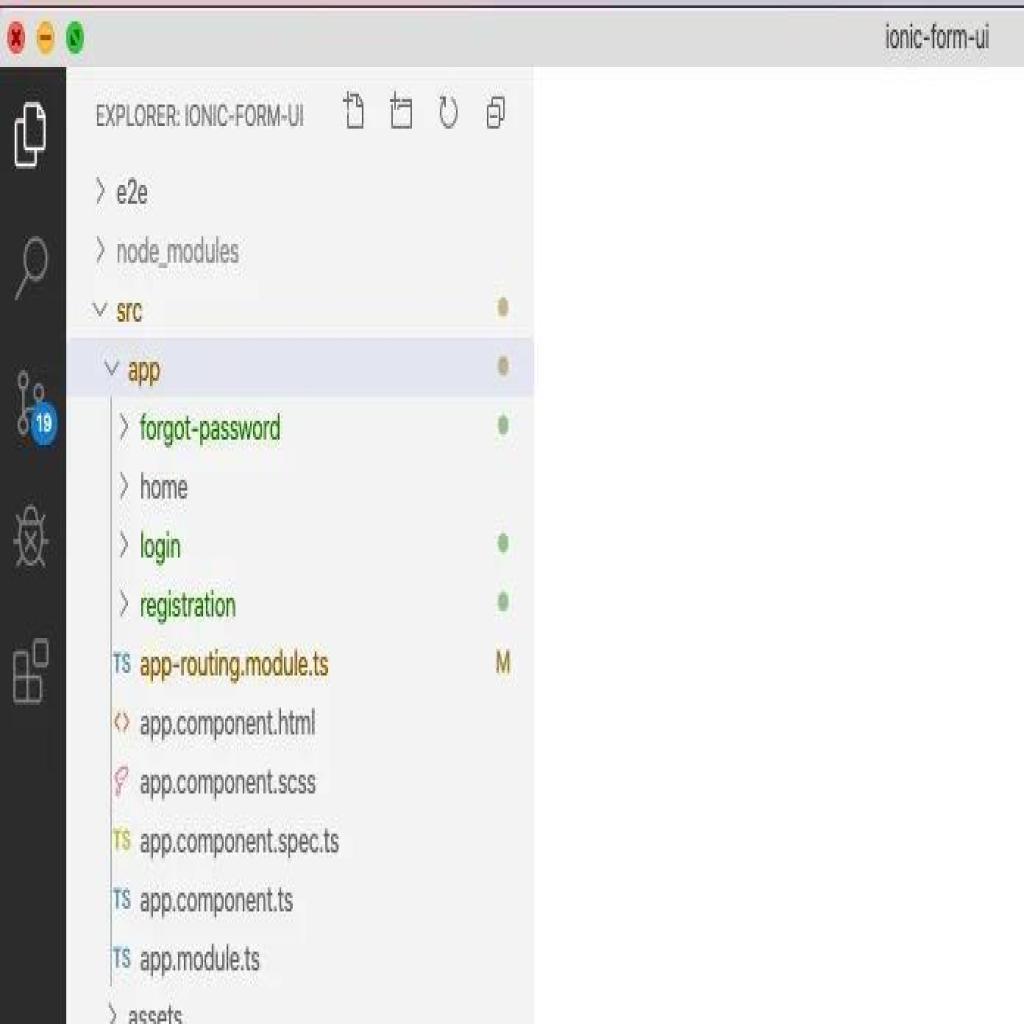 ionic-form-ui
EXPLORER: IONIC-FORM-UI
e2e
node_modules
src
app
forgot-password
19
home
login
registration
TS app-routing.module.ts M
<> app.component.html
app.component.scss
TS app.component.spec.ts
TS app.component.ts
TS app.module.ts
assets